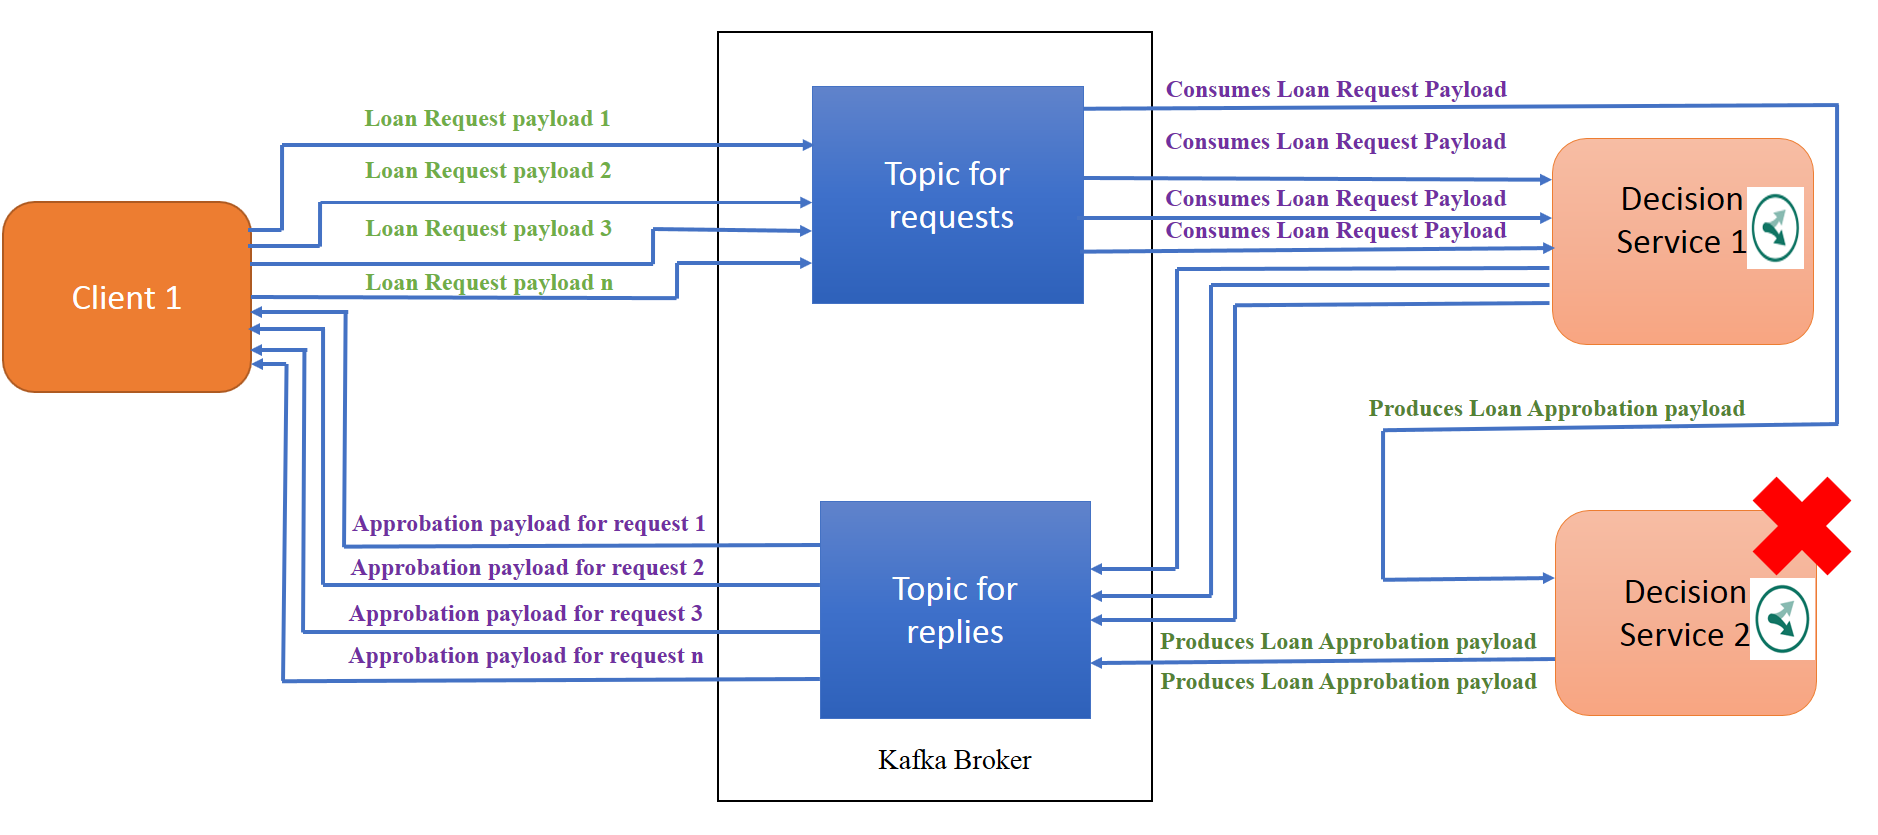 Loan Request payload 1
Loan Request payload 2
Loan Request payload 3
Loan Request payload n
Client 1
Topic for
requests
Consumes Loan Request Payload
Consumes Loan Request Payload
Consumes Loan Request Payload
Consumes Loan Request Payload
Decision
Service 1
Produces Loan Approbation payload
Approbation payload for request 1
Approbation payload for request 2
Approbation payload for request 3
Approbation payload for request n
Topic for
replies
Produces Loan Approbation payload
Produces Loan Approbation payload
Decision
Service 2
Kafka Broker